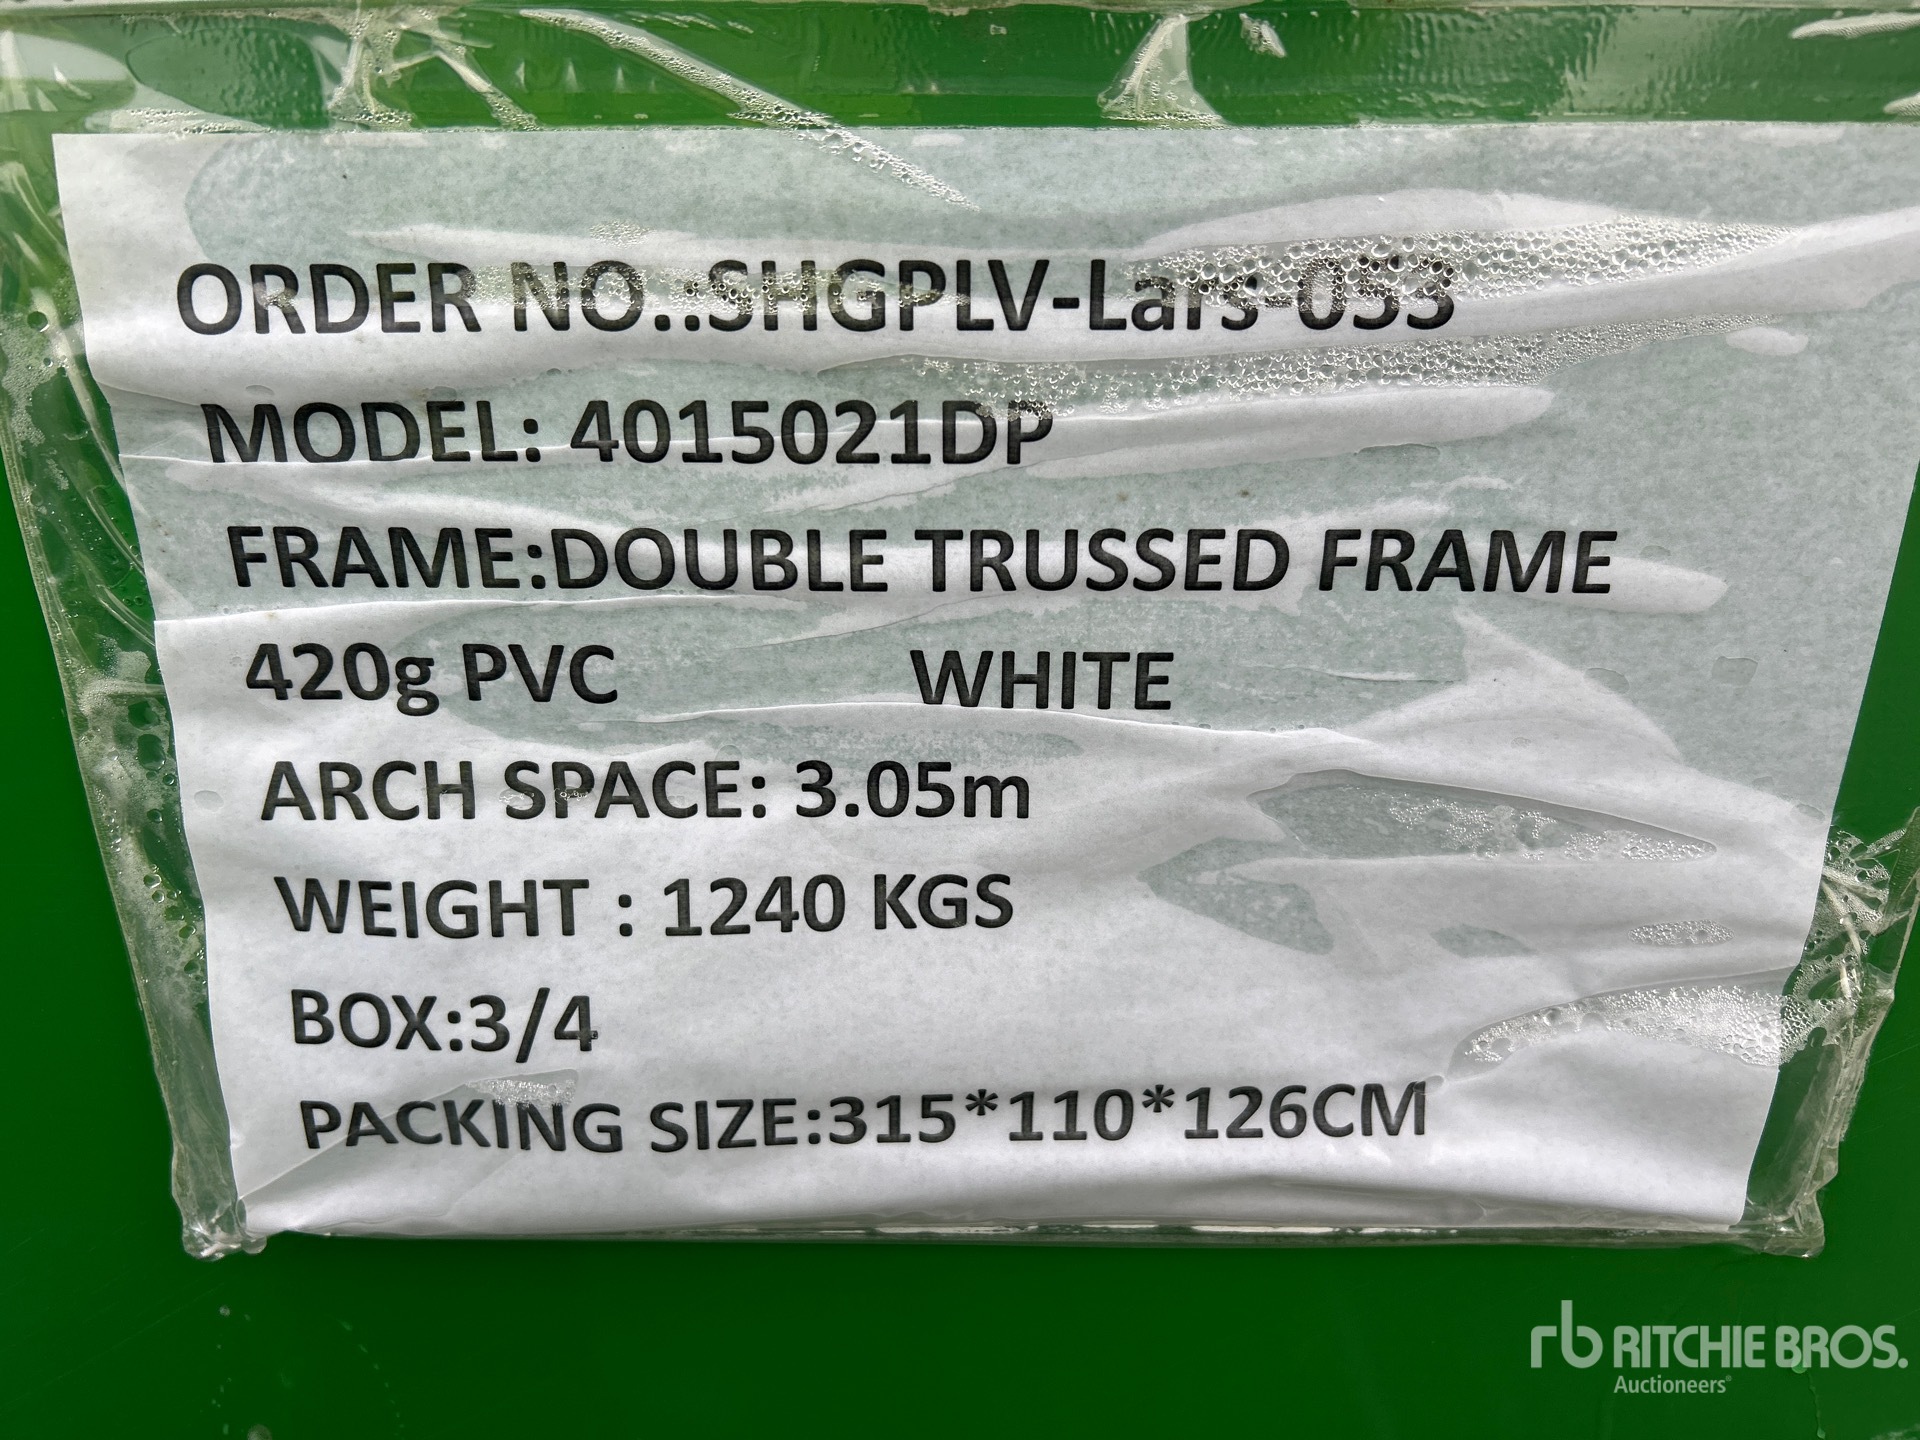 ORDER NO.:SHGPLV-Lars-053
MODEL: 4015021DP
FRAME:DOUBLE TRUSSED FRAME
420g PVC WHITE
ARCH SPACE: 3.05m
WEIGHT : 1240 KGS
BOX:3/4
PACKING SIZE:315*110*126CM
rb RITCHIE BROS.
Auctioneers